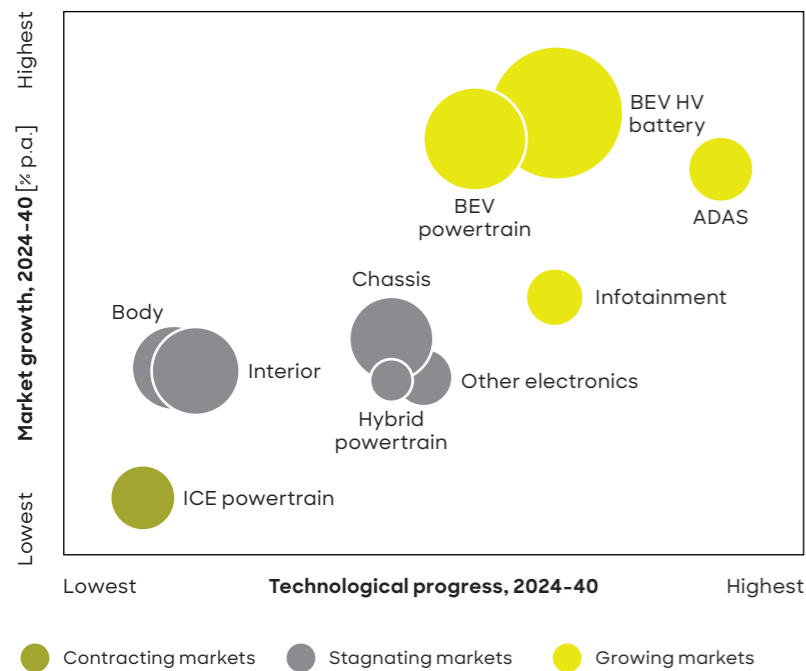 Highest
Market growth, 2024-40 [% p.a.]
Lowest
BEV HV
battery
BEV
powertrain
ADAS
Chassis
Infotainment
Body
Interior
Other electronics
Hybrid
powertrain
ICE powertrain
Lowest
Technological progress, 2024-40
Highest
Contracting markets
Stagnating markets
Growing markets